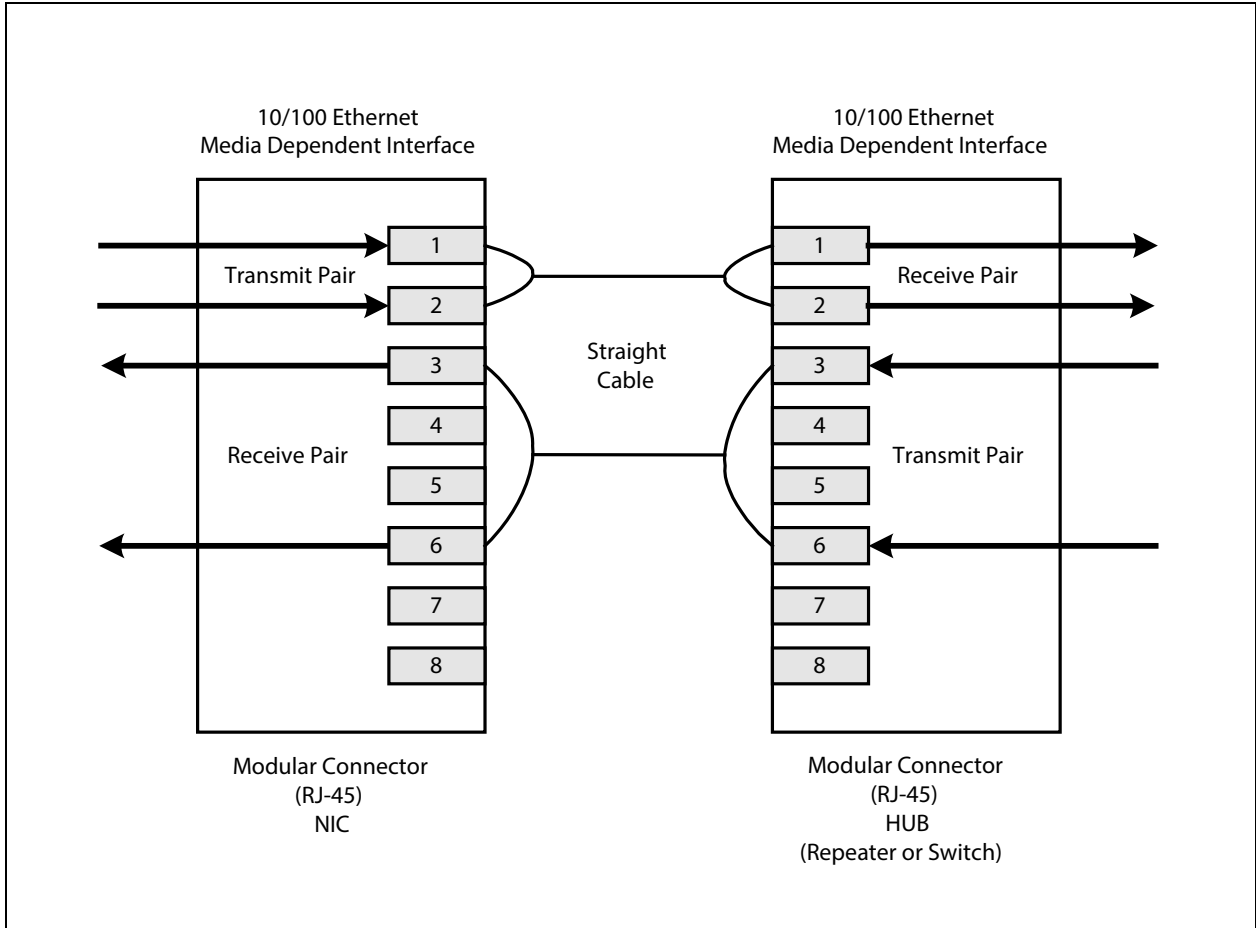 10/100 Ethernet
Media Dependent Interface
10/100 Ethernet
Media Dependent Interface
1
1
Transmit Pair
Receive Pair
2
2
Straight
Cable
3
3
4
4
Receive Pair
Transmit Pair
5
5
6
6
7
7
8
8
Modular Connector
(RJ-45)
NIC
Modular Connector
(RJ-45)
HUB
(Repeater or Switch)